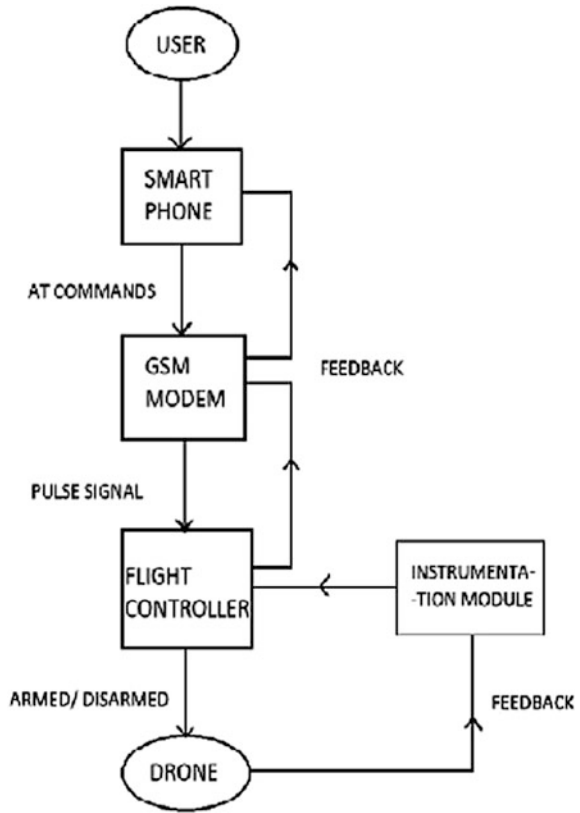 USER
SMART
PHONE
AT COMMANDS
GSM
MODEM
FEEDBACK
PULSE SIGNAL
FLIGHT
CONTROLLER
INSTRUMENTA-
-TION MODULE
ARMED/ DISARMED
FEEDBACK
DRONE